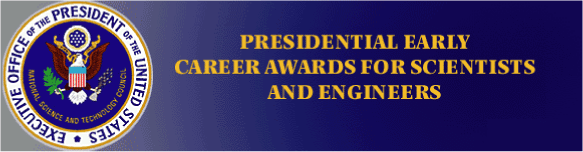 EXECUTIVE OFFICE OF THE PRESIDENT OF THE UNITED STATES
NATIONAL SCIENCE AND TECHNOLOGY COUNCIL
PRESIDENTIAL EARLY
CAREER AWARDS FOR SCIENTISTS
AND ENGINEERS